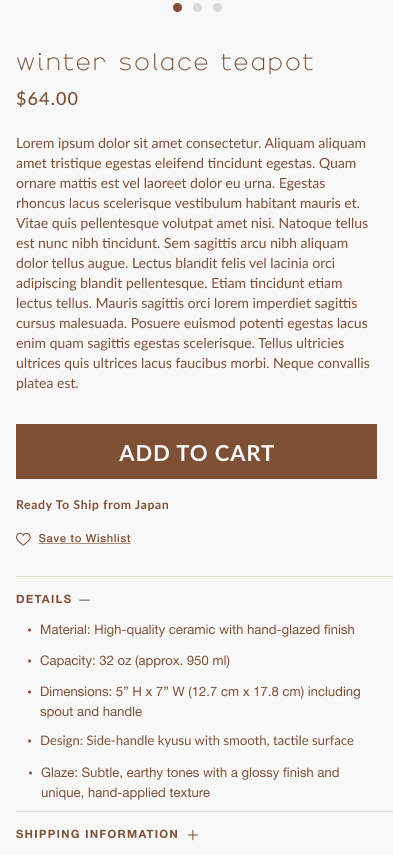 winter solace teapot
$64.00
Lorem ipsum dolor sit amet consectetur. Aliquam aliquam
amet tristique egestas eleifend tincidunt egestas. Quam
ornare mattis est vel laoreet dolor eu urna. Egestas
rhoncus lacus scelerisque vestibulum habitant mauris et.
Vitae quis pellentesque volutpat amet nisi. Natoque tellus
est nunc nibh tincidunt. Sem sagittis arcu nibh aliquam
dolor tellus augue. Lectus blandit felis vel lacinia orci
adipiscing blandit pellentesque. Etiam tincidunt etiam
lectus tellus. Mauris sagittis orci lorem imperdiet sagittis
cursus malesuada. Posuere euismod potenti egestas lacus
enim quam sagittis egestas scelerisque. Tellus ultricies
ultrices quis ultrices lacus faucibus morbi. Neque convallis
platea est.
ADD TO CART
Ready To Ship from Japan
Save to Wishlist
DETAILS —
• Material: High-quality ceramic with hand-glazed finish
• Capacity: 32 oz (approx. 950 ml)
• Dimensions: 5” H x 7” W (12.7 cm x 17.8 cm) including
spout and handle
• Design: Side-handle kyusu with smooth, tactile surface
• Glaze: Subtle, earthy tones with a glossy finish and
unique, hand-applied texture
SHIPPING INFORMATION +